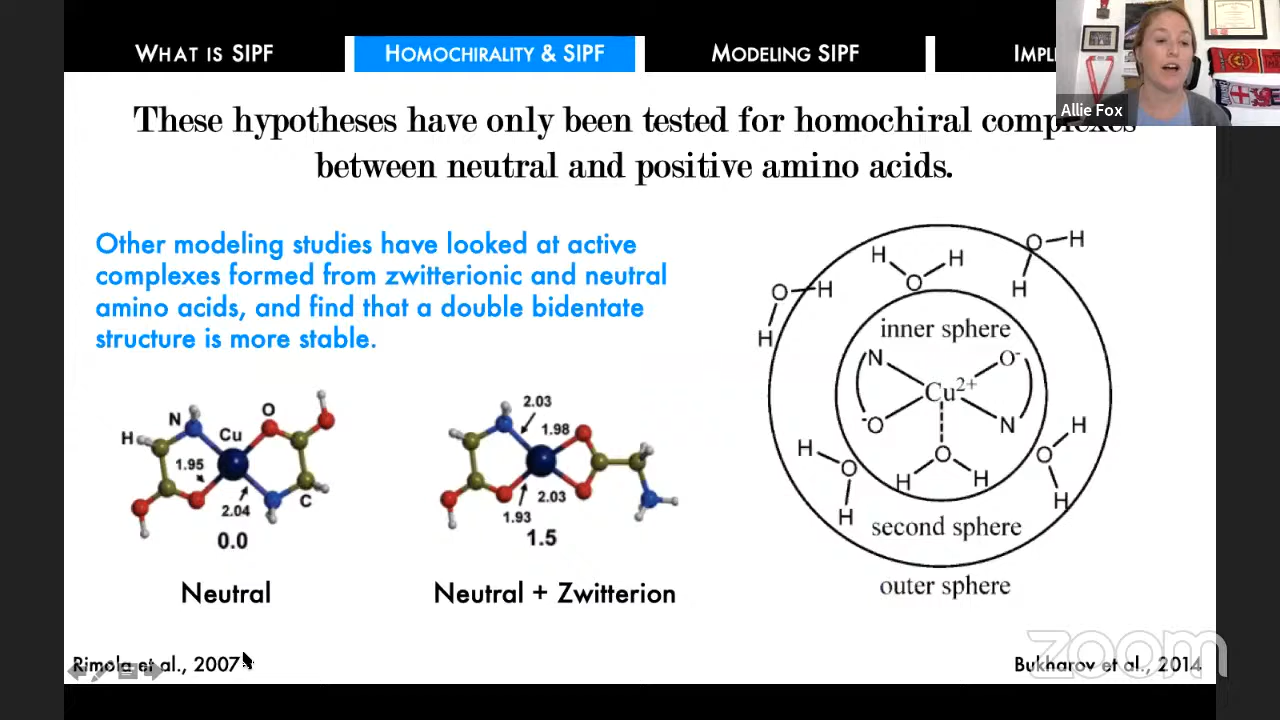 WHAT IS SIPF
HOMOCHIRALITY & SIPF
MODELING SIPF
IMPL
Allie Fox
These hypotheses have only been tested for homochiral complexes
between neutral and positive amino acids.
Other modeling studies have looked at active
complexes formed from zwitterionic and neutral
amino acids, and find that a double bidentate
structure is more stable.
N
O
H
Cu
1.95
2.04
C
0.0
Neutral
2.03
1.98
2.03
1.93
1.5
Neutral + Zwitterion
O H
H
H H
O
O H
H
inner sphere
N O⁻
Cu²⁺
⁻O N
O
H H
H
O
H
H
O
H
second sphere
outer sphere
Rimola et al., 2007
Bukharov et al., 2014
zoom